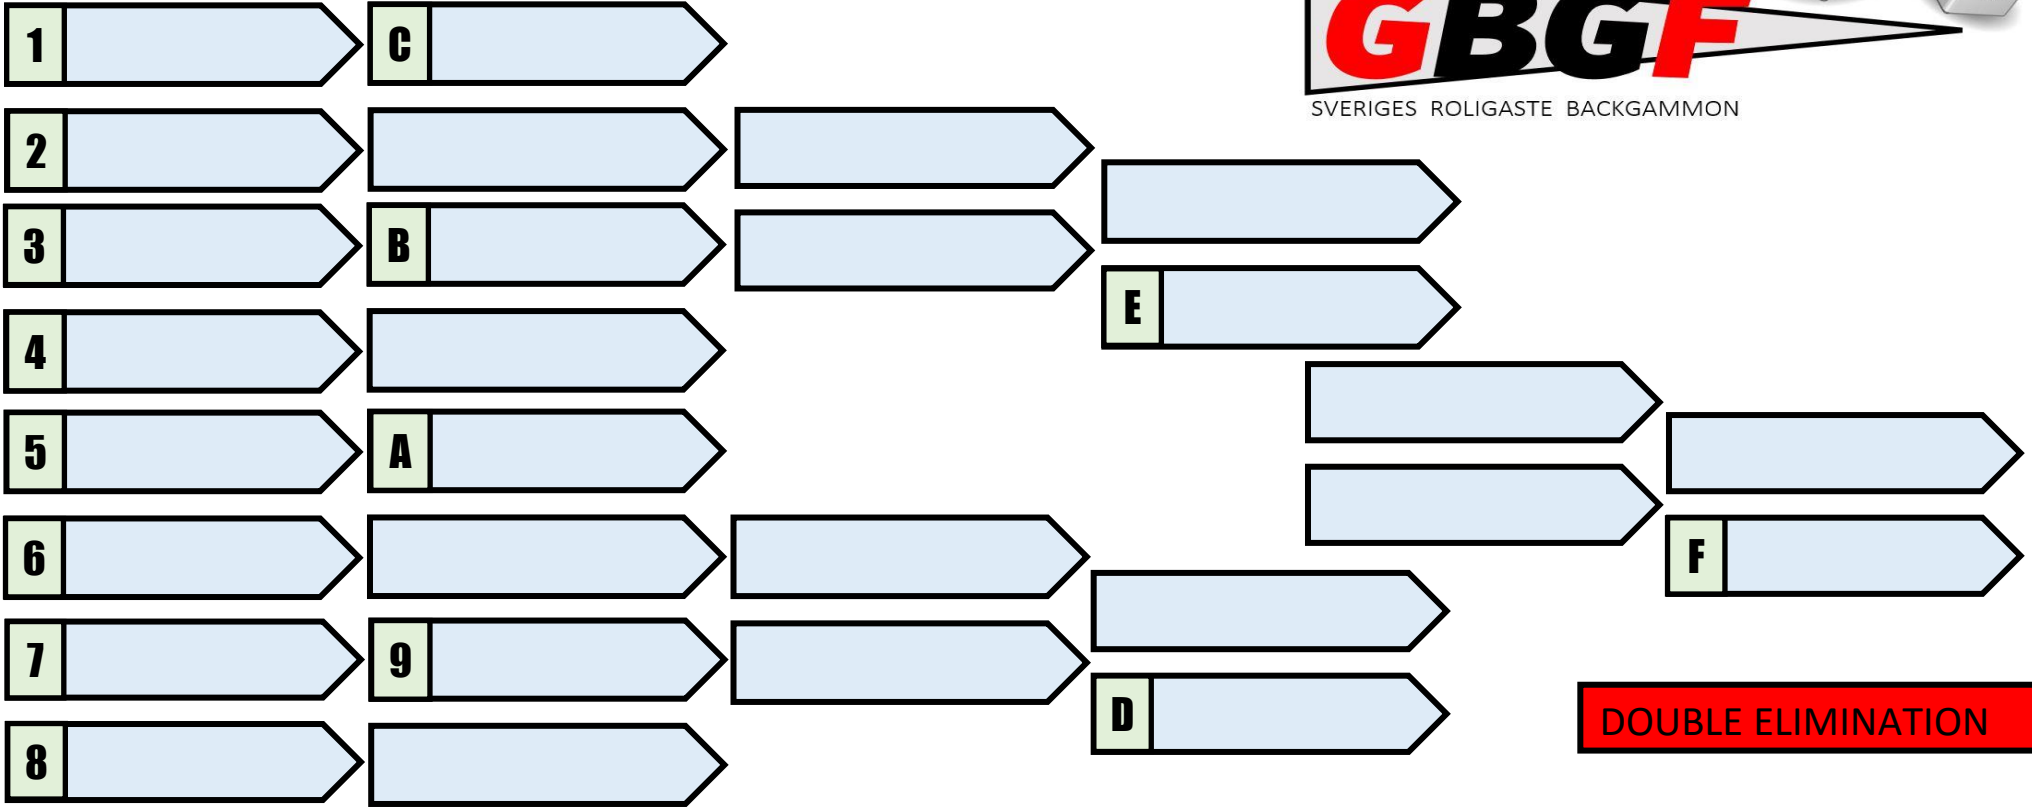 1
C
GBGF
SVERIGES ROLIGASTE BACKGAMMON
2
3
B
E
4
5
A
6
F
7
9
D
8
DOUBLE ELIMINATION